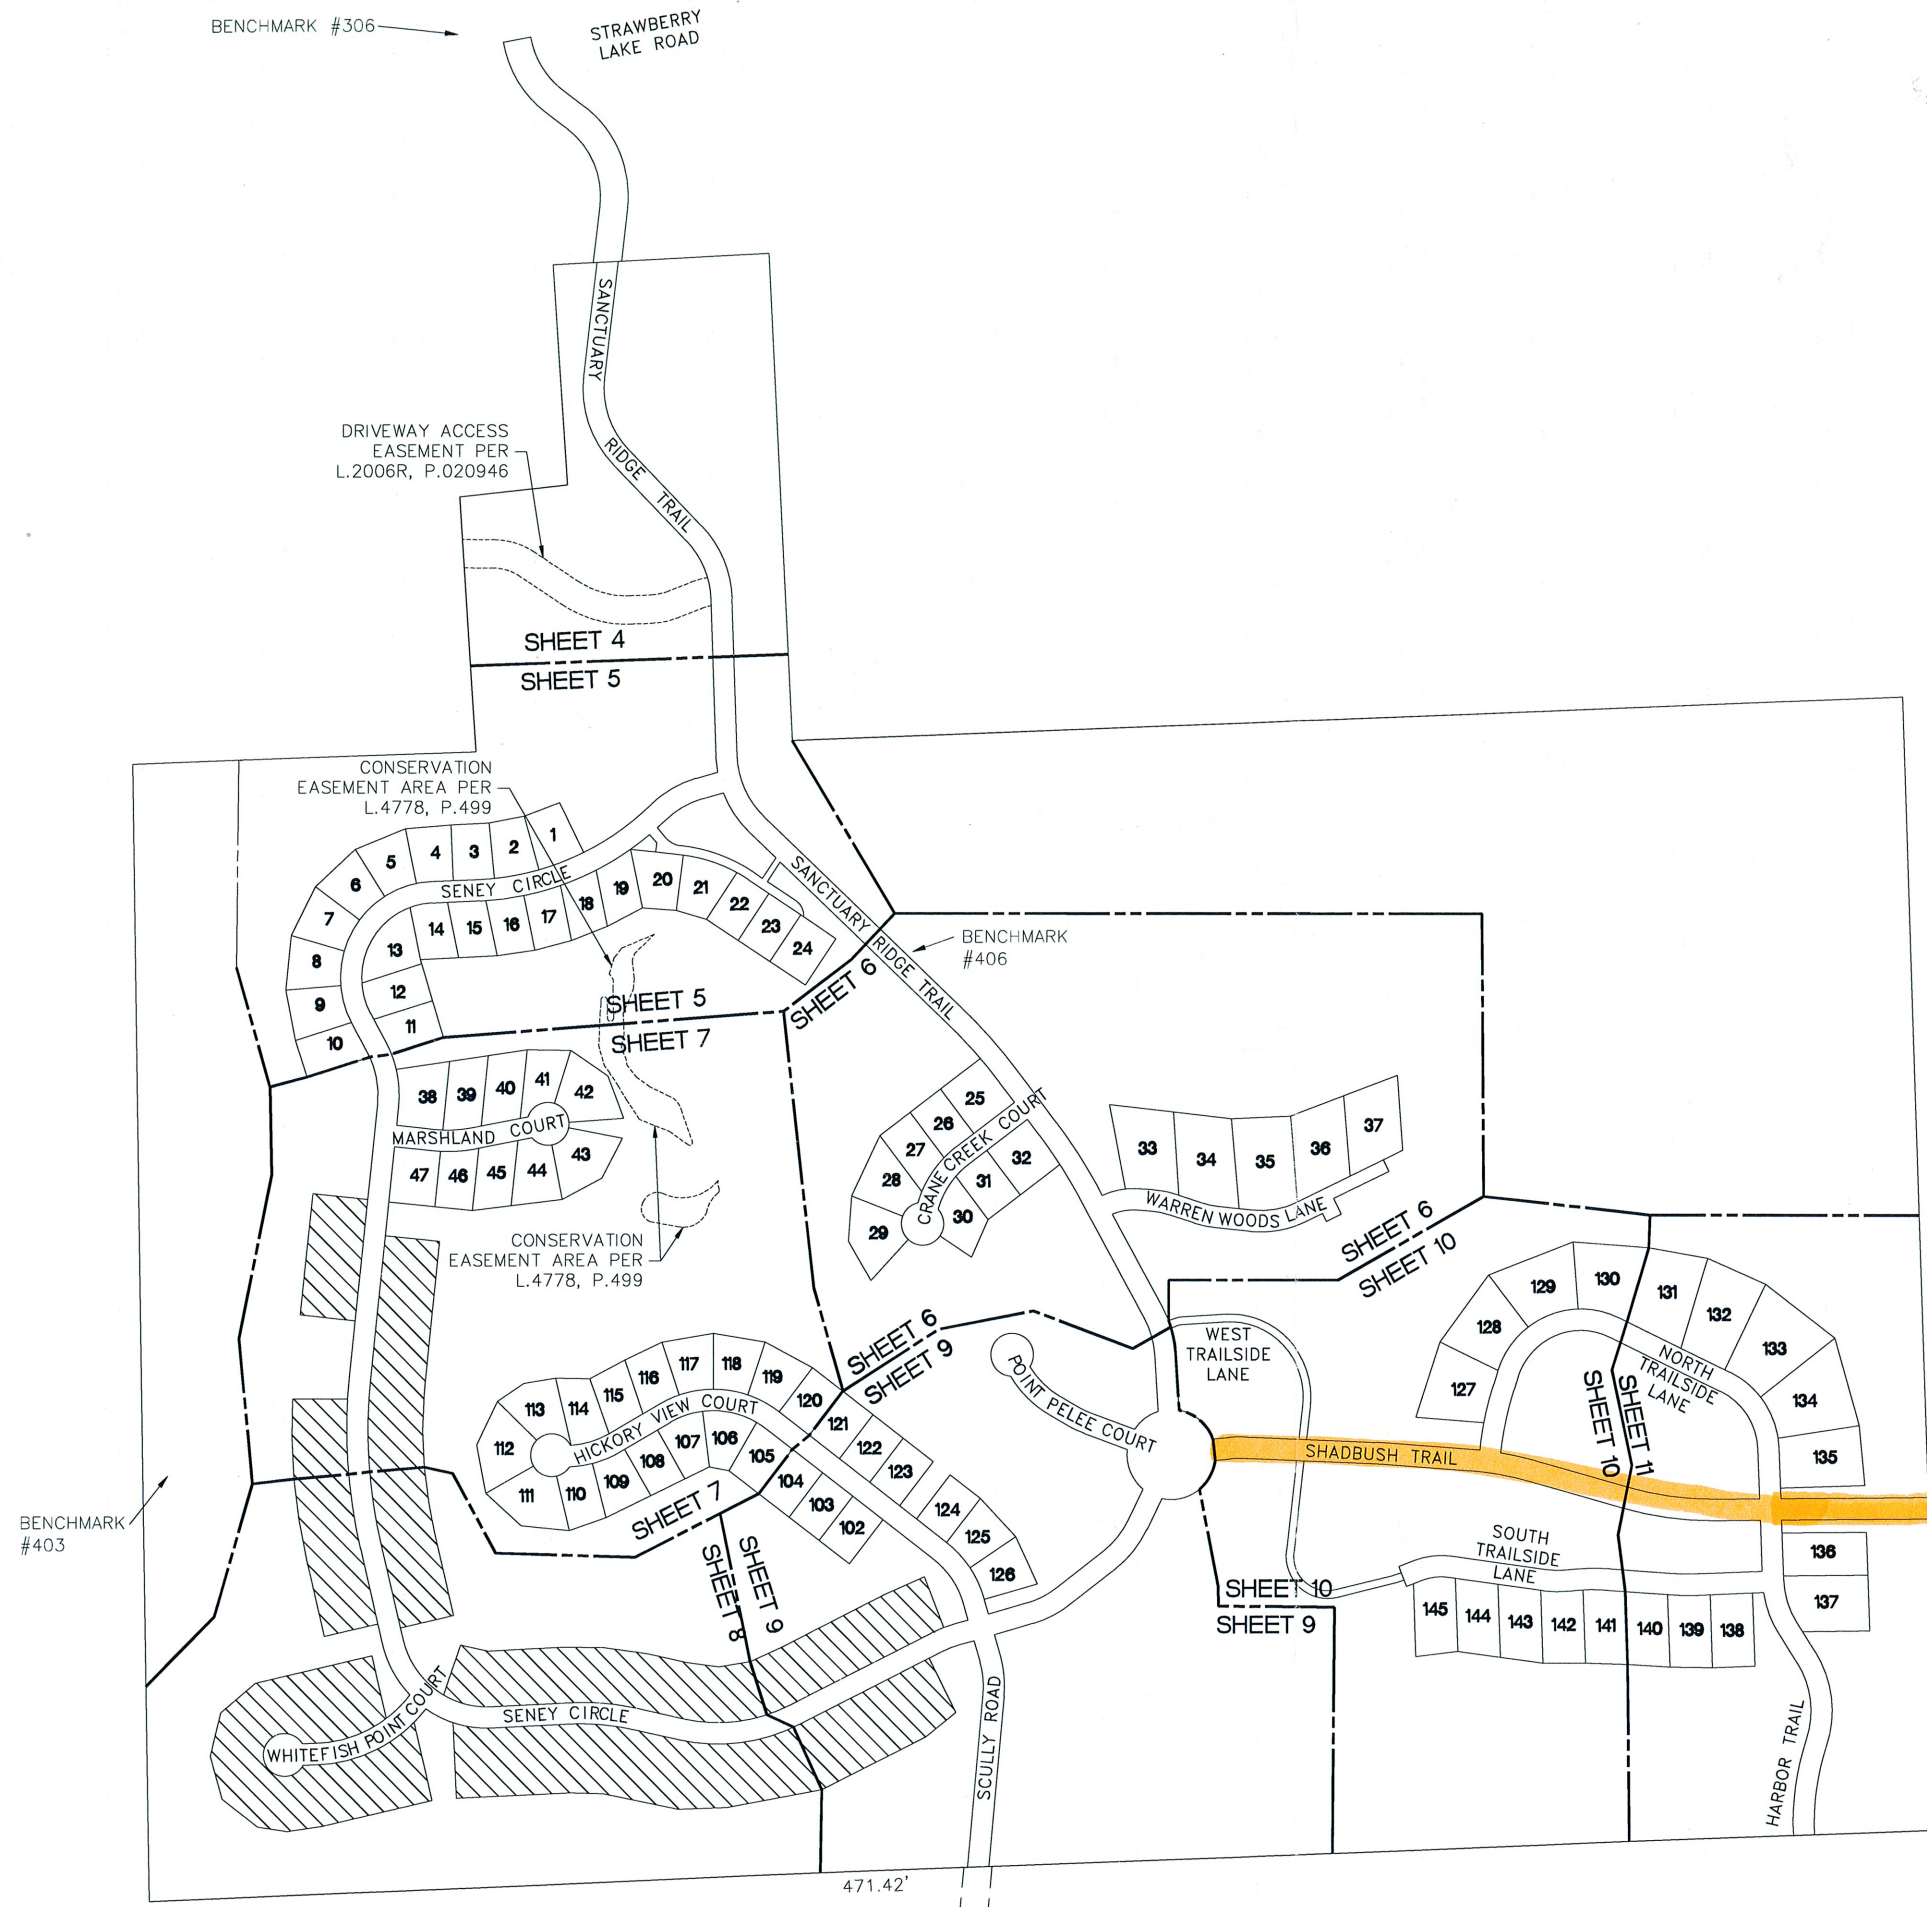 BENCHMARK #306
STRAWBERRY
LAKE ROAD
SANCTUARY
RIDGE TRAIL
DRIVEWAY ACCESS
EASEMENT PER
L.2006R, P.020946
SHEET 4
SHEET 5
CONSERVATION
EASEMENT AREA PER
L.4778, P.499
1
2
3
4
5
6
7
8
9
10
11
12
13
14
15
16
17
18
19
20
21
22
23
24
SENEY CIRCLE
SANCTUARY RIDGE TRAIL
BENCHMARK
#406
SHEET 5
SHEET 7
SHEET 6
38
39
40
41
42
MARSHLAND COURT
47
46
45
44
43
CONSERVATION
EASEMENT AREA PER
L.4778, P.499
25
26
27
28
29
30
31
32
CRANE CREEK COURT
33
34
35
36
37
WARREN WOODS LANE
SHEET 6
SHEET 10
SHEET 6
SHEET 9
WEST
TRAILSIDE
LANE
POINT PELEE COURT
113
114
115
116
117
118
119
120
121
122
123
124
125
126
112
111
110
109
108
107
106
105
104
103
102
HICKORY VIEW COURT
SHEET 7
SHEET 8
SHEET 9
127
128
129
130
131
132
133
134
135
NORTH
TRAILSIDE
LANE
SHEET 10
SHEET 11
SHADBUSH TRAIL
BENCHMARK
#403
SOUTH
TRAILSIDE
LANE
136
137
SHEET 10
SHEET 9
145
144
143
142
141
140
139
138
WHITEFISH POINT COURT
SENEY CIRCLE
SCULLY ROAD
HARBOR TRAIL
471.42'